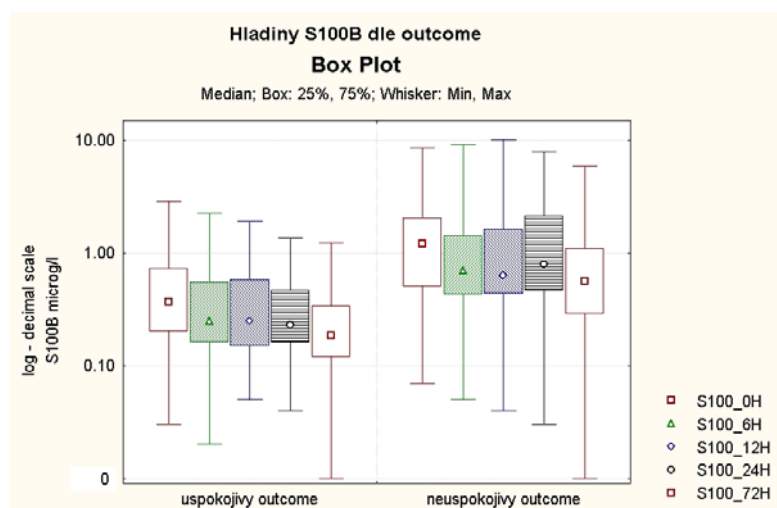 Hladiny S100B dle outcome
Box Plot
Median; Box: 25%, 75%; Whisker: Min, Max
log - decimal scale
S100B microg/l
10.00
1.00
0.10
0
uspokojivy outcome
neuspokojivy outcome
S100_0H
S100_6H
S100_12H
S100_24H
S100_72H